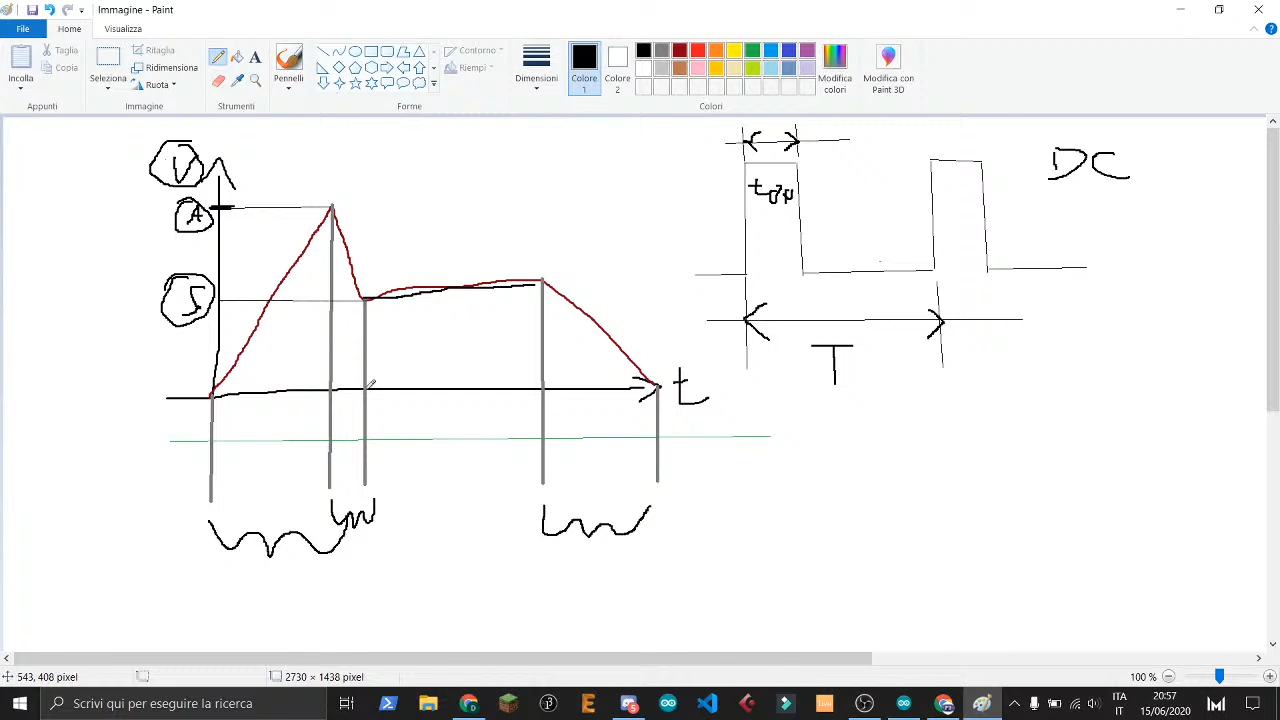 Immagine - Paint
File
Home
Visualizza
Incolla
Taglia
Copia
Appunti
Selezione
Ritaglia
Ridimensiona
Ruota
Immagine
Strumenti
Pennelli
Contorno
Riempi
Forme
Dimensioni
Colore 1
Colore 2
Modifica colori
Modifica con Paint 3D
Colori
V
A
S
t
ton
T
DC
543, 408 pixel
2730 × 1438 pixel
100 %
Scrivi qui per eseguire la ricerca
live
ITA
IT
20:57
15/06/2020